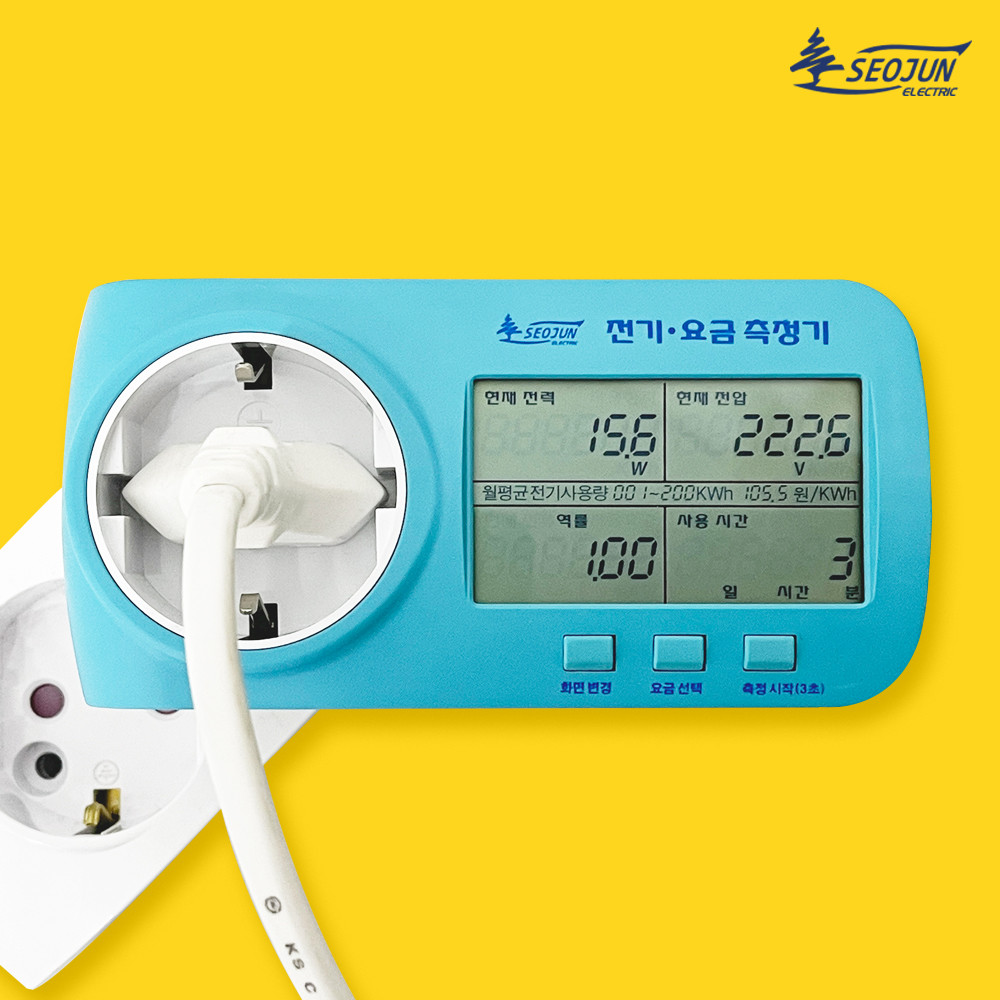 SEOJUN
ELECTRIC
SEOJUN
ELECTRIC
전기·요금 측정기
현재 전력
15.6
W
현재 전압
222.6
V
월평균전기사용량 001~200KWh 105.5 원/KWh
역률
1.00
사용 시간
3
일 시간 분
화면 변경
요금 선택
측정 시작(3초)
KS C